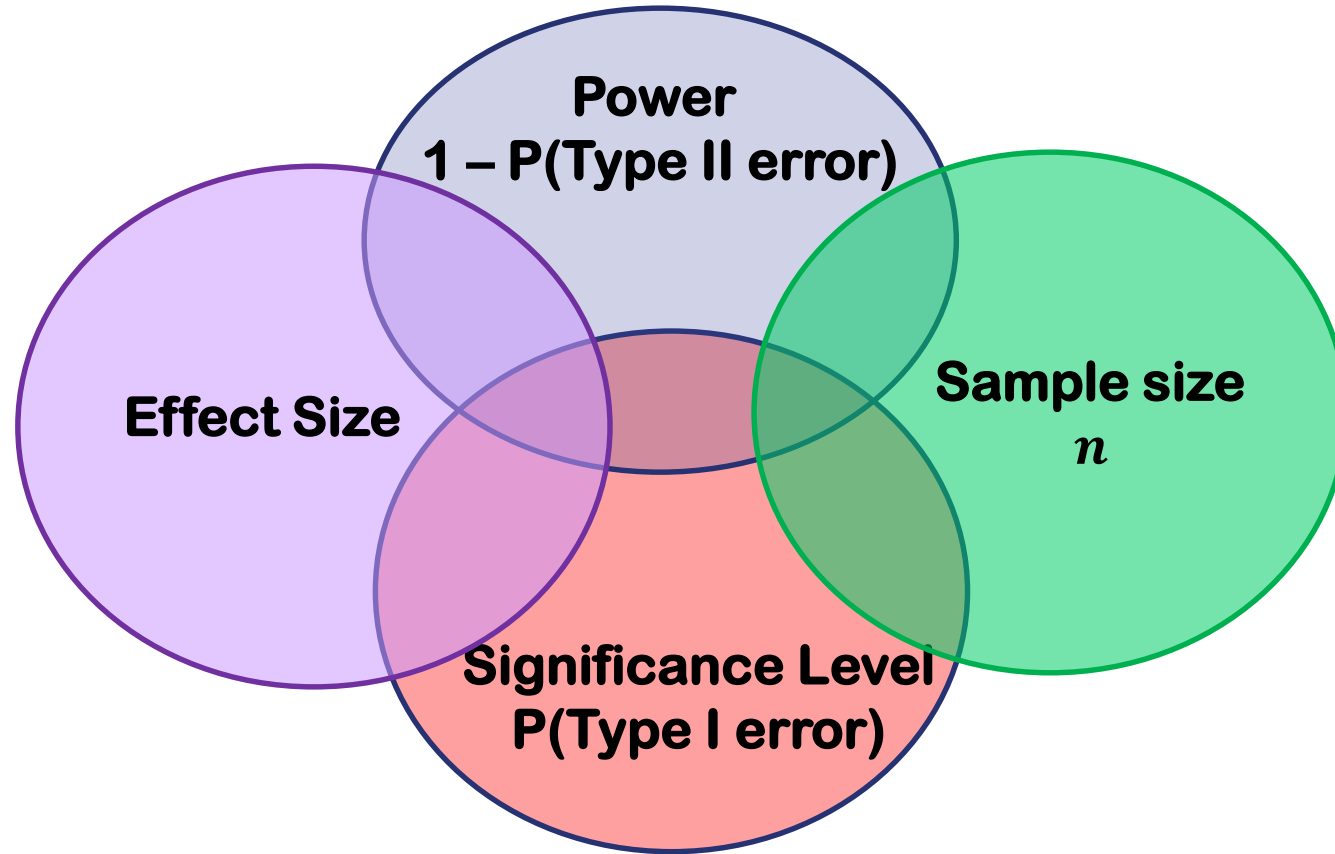 Power
1 – P(Type II error)
Effect Size
Sample size
n
Significance Level
P(Type I error)